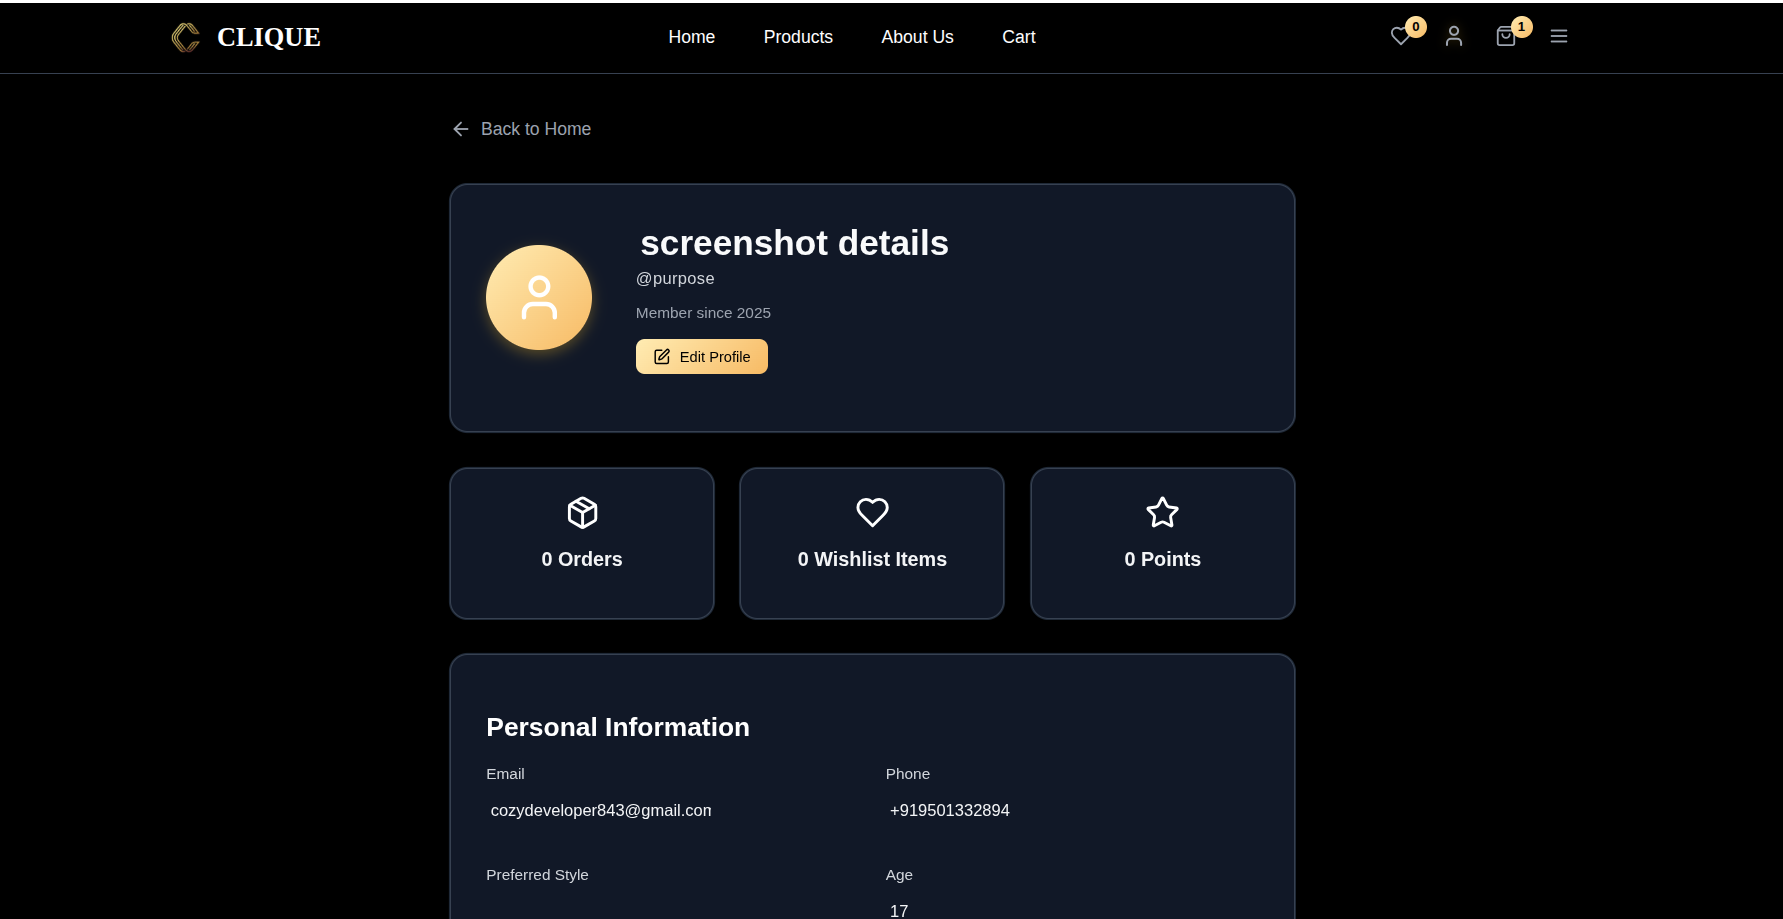 CLIQUE
Home Products About Us Cart
0 1
Back to Home
screenshot details
@purpose
Member since 2025
Edit Profile
0 Orders 0 Wishlist Items 0 Points
Personal Information
Email Phone
cozydeveloper843@gmail.con +919501332894
Preferred Style Age
17